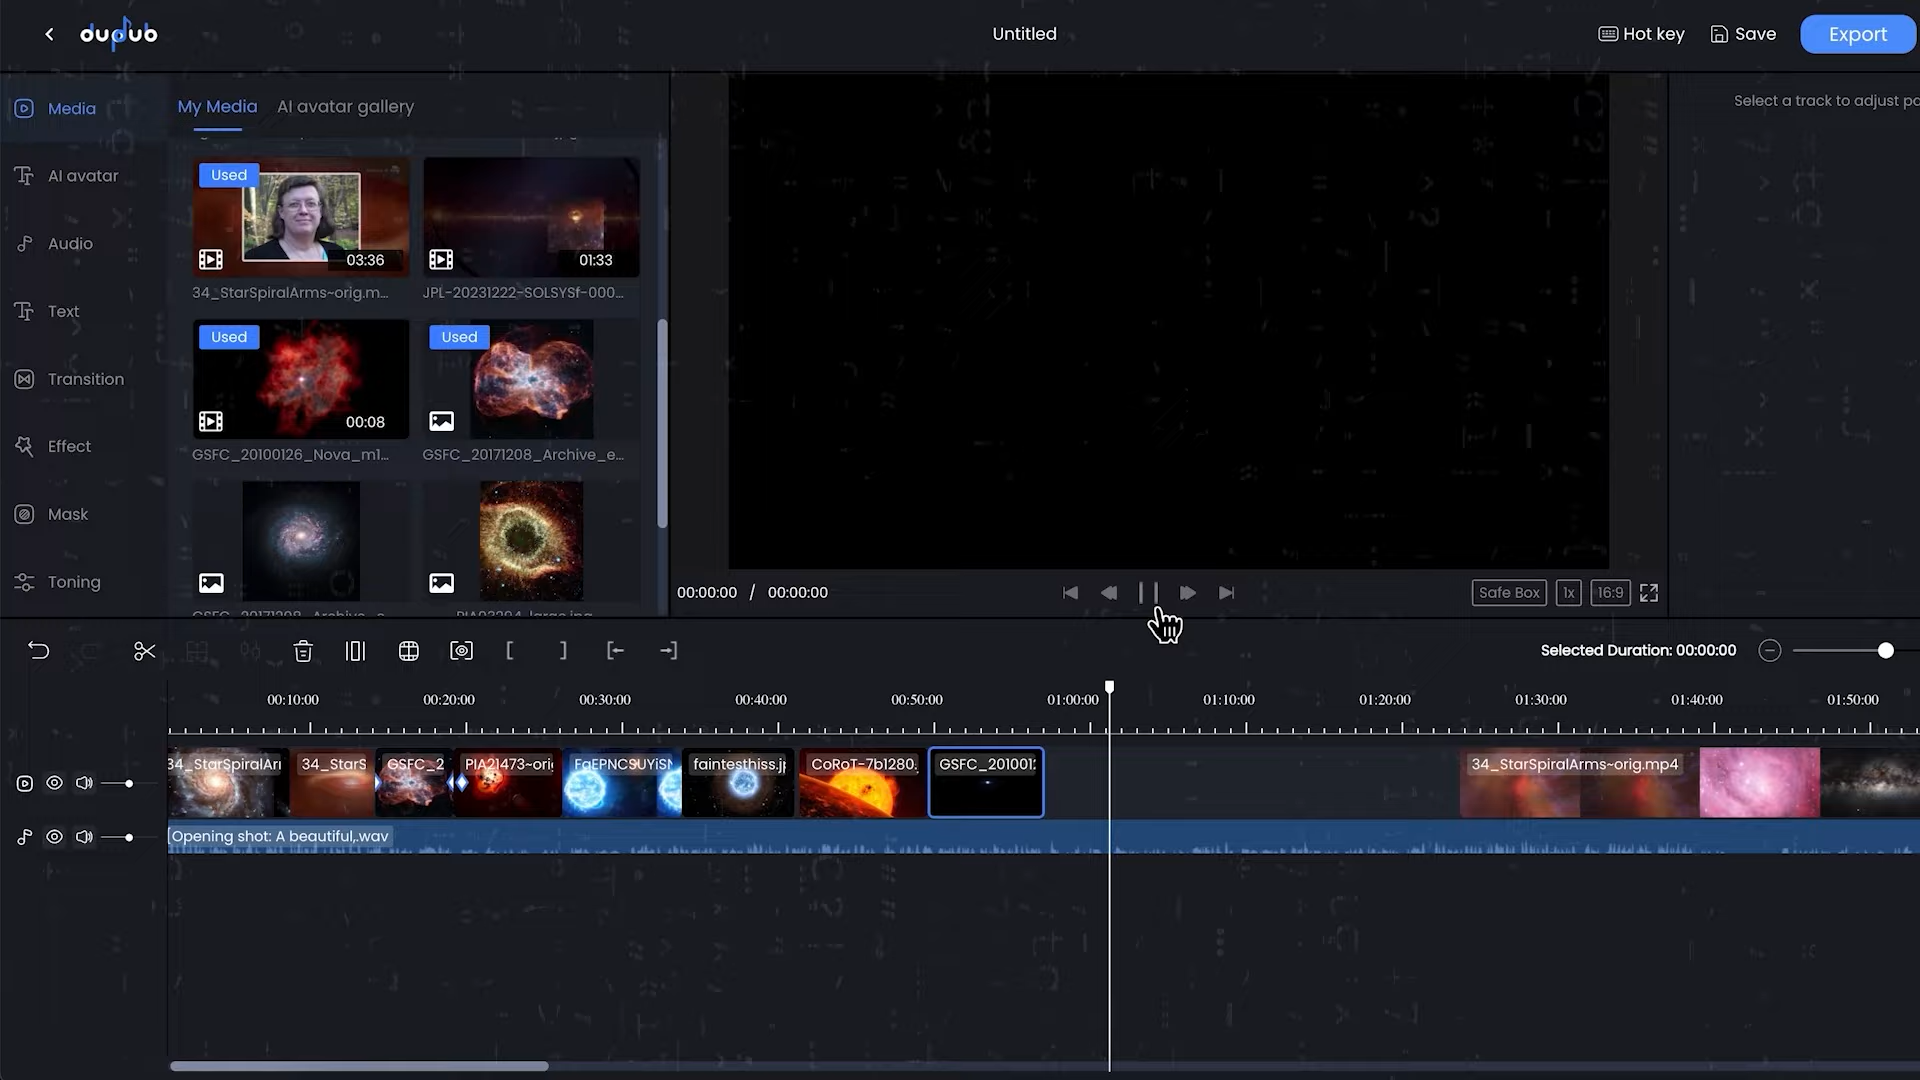 dupdub
Untitled
Hot key
Save
Export
Media
AI avatar
Audio
Text
Transition
Effect
Mask
Toning
My Media
AI avatar gallery
Used
03:36
34_StarSpiralArms~orig.m...
01:33
JPL-20231222-SOLSYSf-000...
Used
00:08
GSFC_20100126_Nova_m1...
Used
GSFC_20171208_Archive_e...
Select a track to adjust pa
00:00:00 / 00:00:00
Safe Box
1x
16:9
Selected Duration: 00:00:00
00:10:00
00:20:00
00:30:00
00:40:00
00:50:00
01:00:00
01:10:00
01:20:00
01:30:00
01:40:00
01:50:00
34_StarSpiralAr
34_StarS
GSFC_2
PIA21473~ori
faintesthiss.j
CoRoT-7b1280.
GSFC_201001
34_StarSpiralArms~orig.mp4
Opening shot: A beautiful,.wav